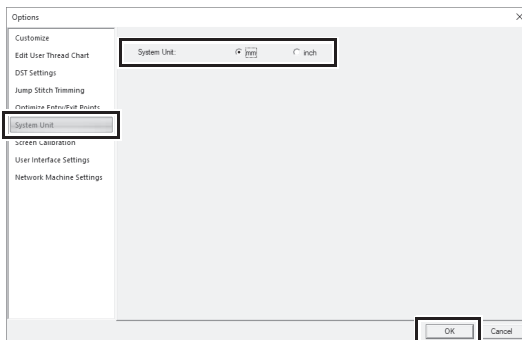 Options
Customize
Edit User Thread Chart
DST Settings
Jump Stitch Trimming
Optimize Entry/Exit Points
System Unit
Screen Calibration
User Interface Settings
Network Machine Settings
System Unit: mm inch
OK Cancel